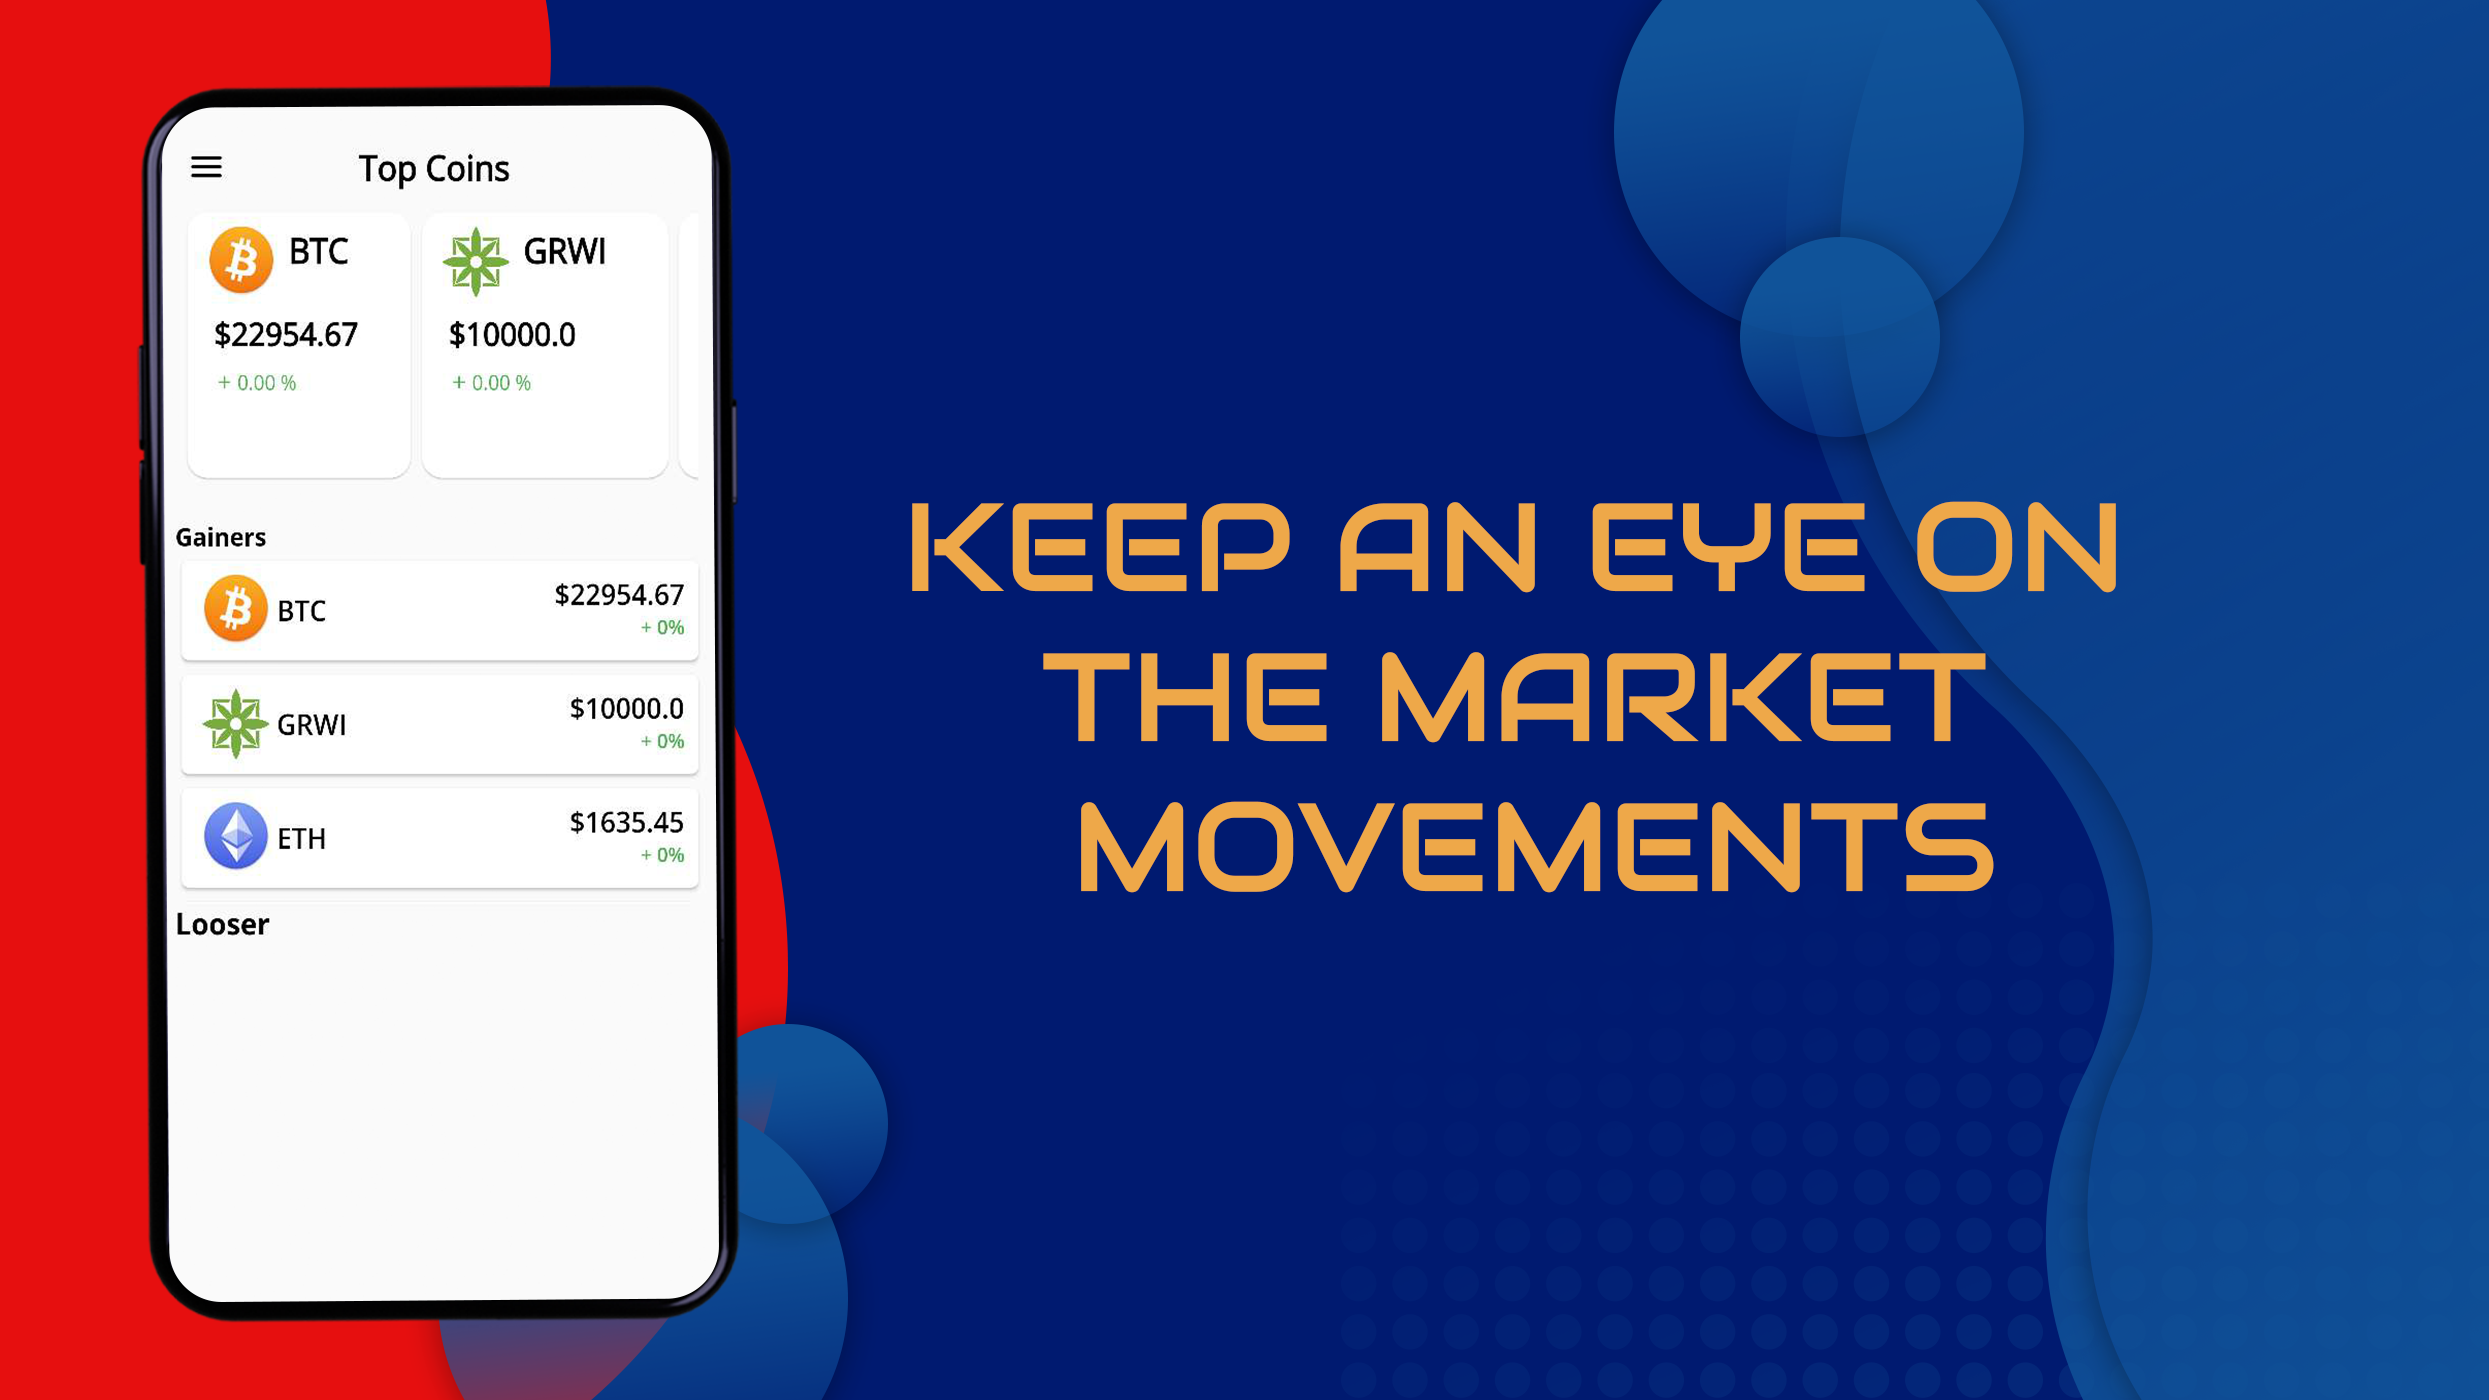 Top Coins
BTC
$22954.67
+ 0.00 %
GRWI
$10000.0
+ 0.00 %
Gainers
BTC
$22954.67
+ 0%
GRWI
$10000.0
+ 0%
ETH
$1635.45
+ 0%
Looser
KEEP AN EYE ON
THE MARKET
MOVEMENTS